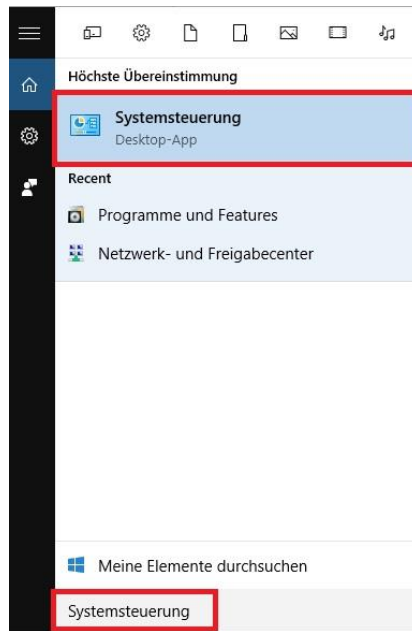 Höchste Übereinstimmung
Systemsteuerung
Desktop-App
Recent
Programme und Features
Netzwerk- und Freigabecenter
Meine Elemente durchsuchen
Systemsteuerung